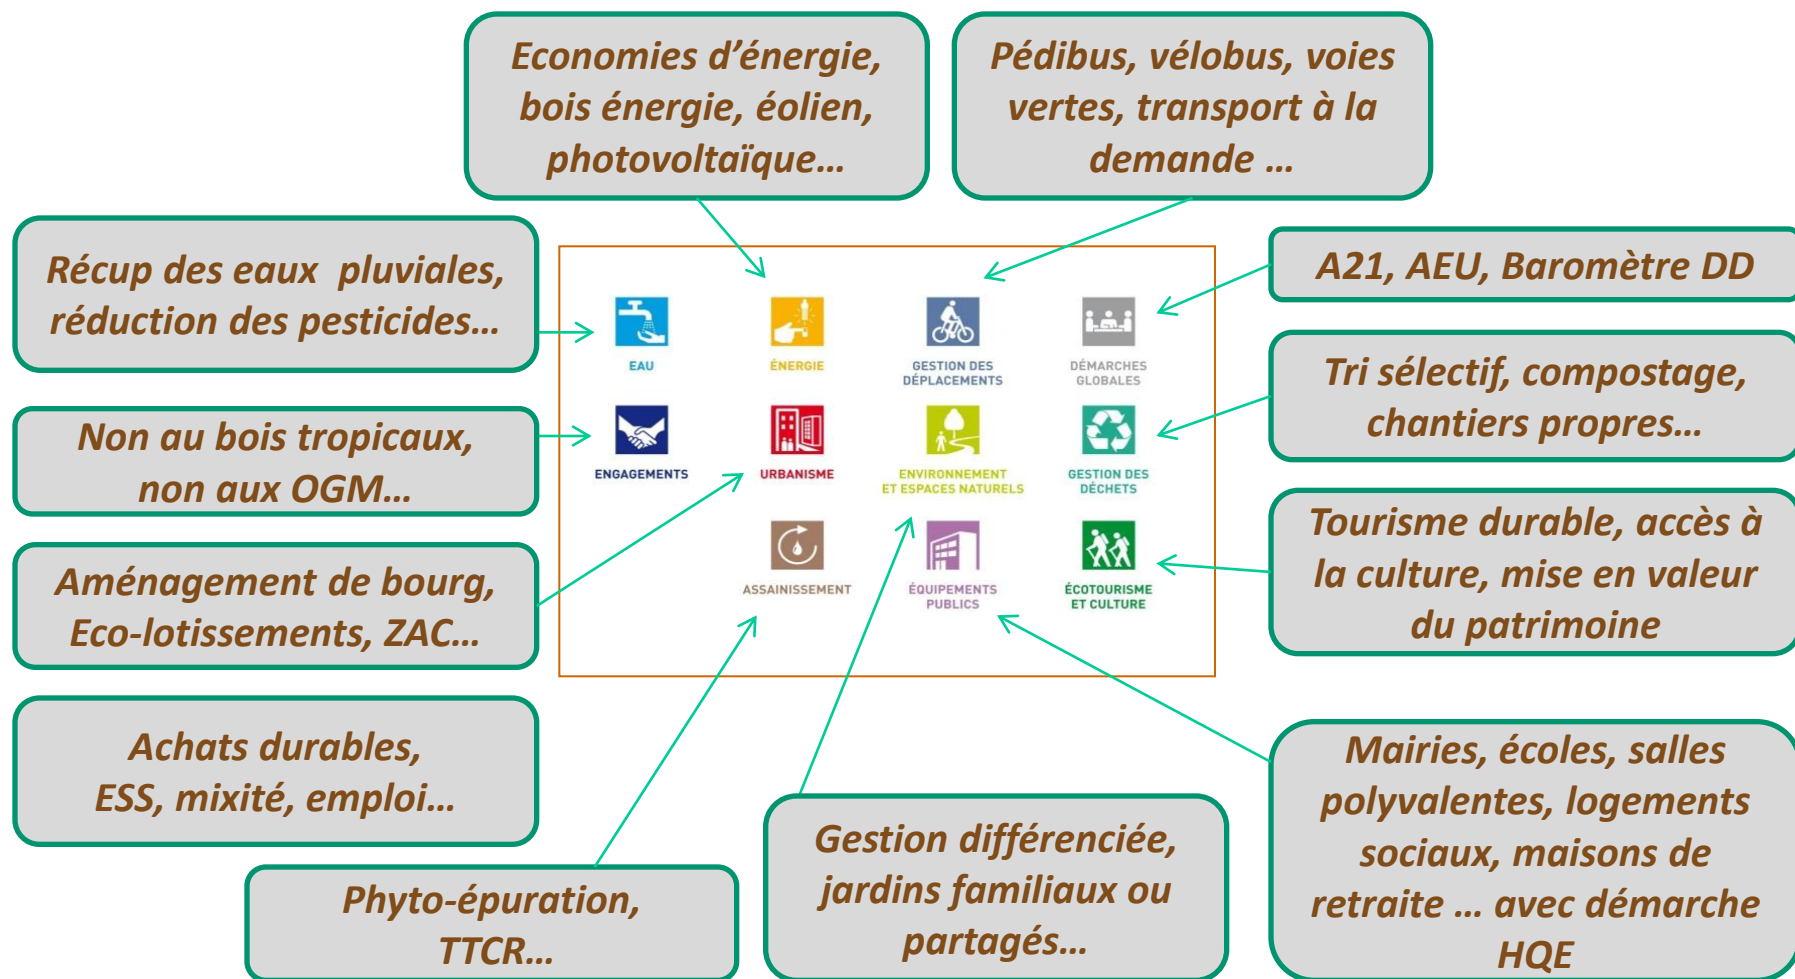 Economies d’énergie,
bois énergie, éolien,
photovoltaïque…
Pédibus, vélobus, voies
vertes, transport à la
demande …
Récup des eaux  pluviales,
réduction des pesticides…
A21, AEU, Baromètre DD
EAU
ÉNERGIE
GESTION DES
DÉPLACEMENTS
DÉMARCHES
GLOBALES
Tri sélectif, compostage,
chantiers propres…
Non au bois tropicaux,
non aux OGM…
ENGAGEMENTS
URBANISME
ENVIRONNEMENT
ET ESPACES NATURELS
GESTION DES
DÉCHETS
Tourisme durable, accès à
la culture, mise en valeur
du patrimoine
Aménagement de bourg,
Eco-lotissements, ZAC…
ASSAINISSEMENT
ÉQUIPEMENTS
PUBLICS
ÉCOTOURISME
ET CULTURE
Achats durables,
ESS, mixité, emploi…
Mairies, écoles, salles
polyvalentes, logements
sociaux, maisons de
retraite … avec démarche
HQE
Gestion différenciée,
jardins familiaux ou
partagés…
Phyto-épuration,
TTCR…